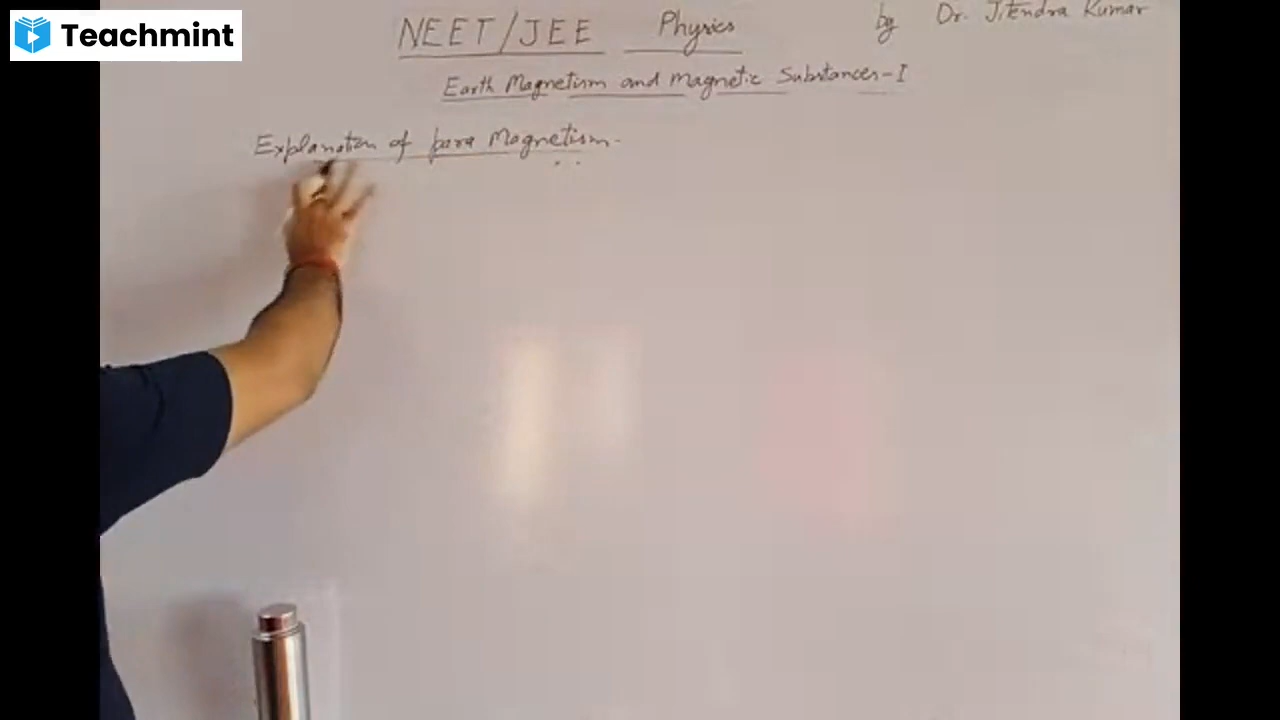 Teachmint
NEET/JEE Physics by Dr. Jitendra Kumar
Earth Magnetism and Magnetic Substances-I
Explanation of para Magnetism.